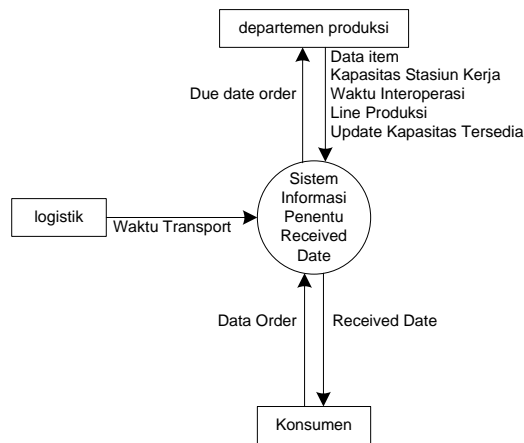 departemen produksi
Data item
Kapasitas Stasiun Kerja
Waktu Interoperasi
Line Produksi
Update Kapasitas Tersedia
Due date order
Sistem
Informasi
Penentu
Received
Date
logistik
Waktu Transport
Data Order
Received Date
Konsumen